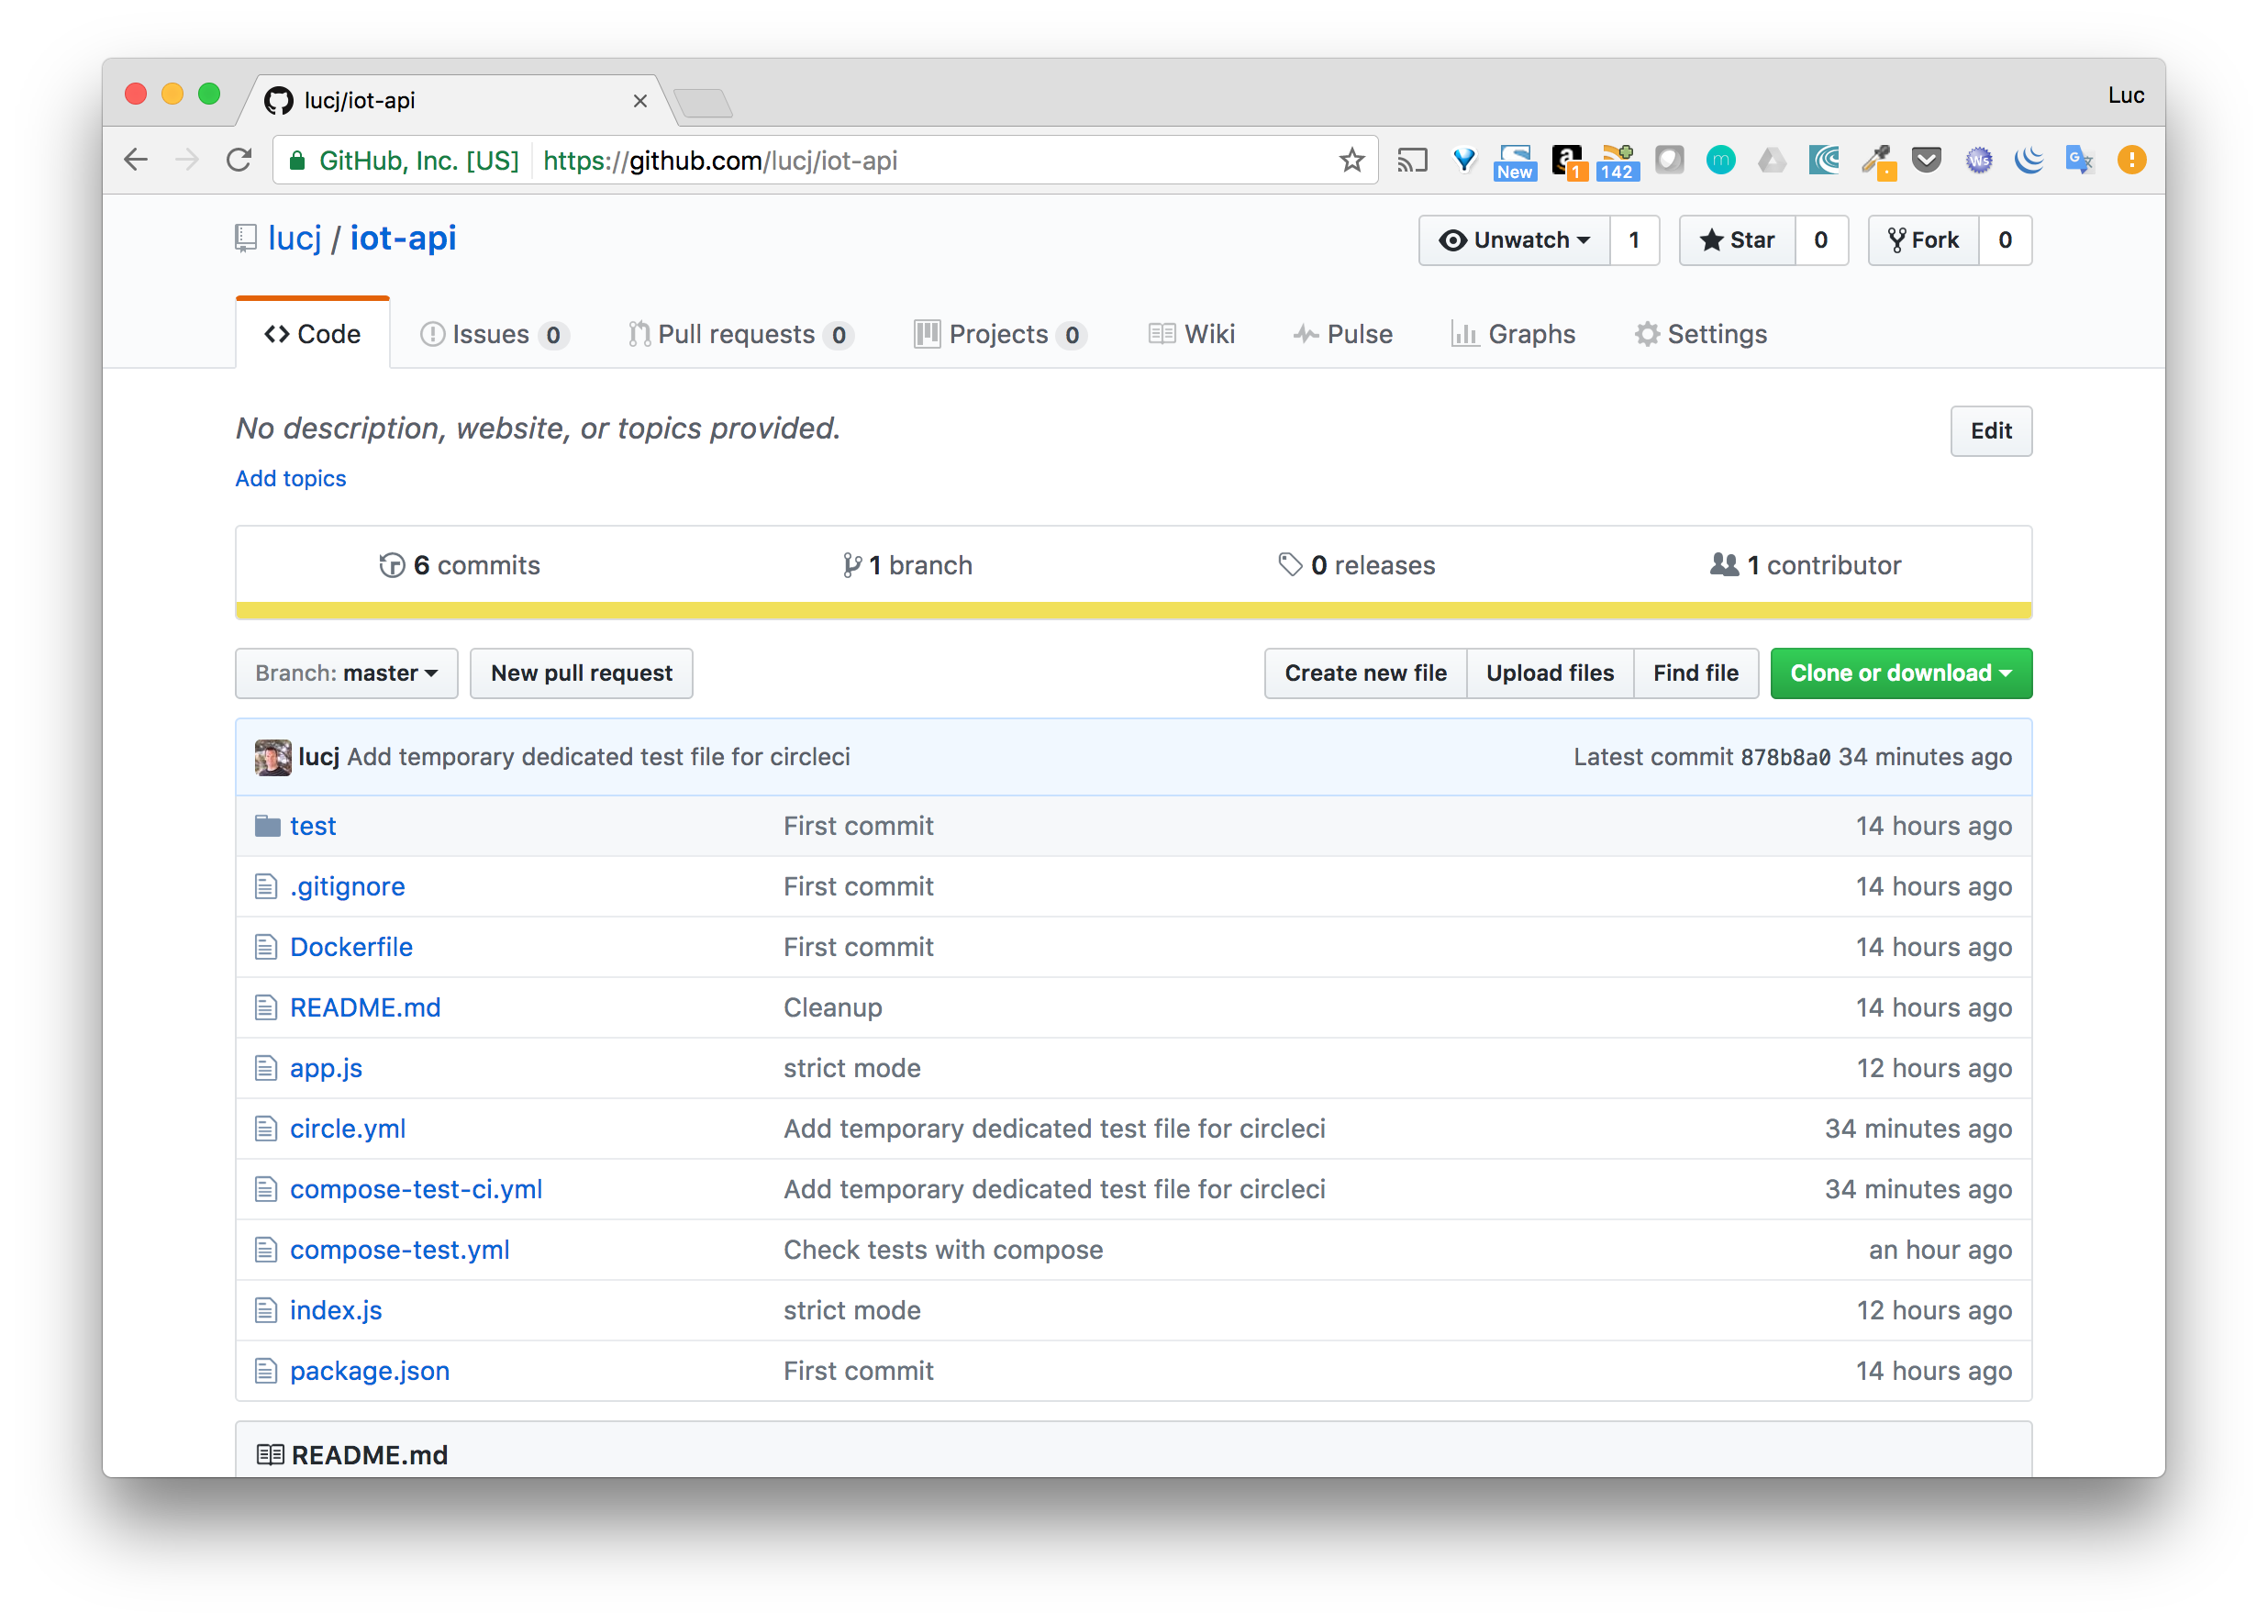 lucj/iot-api
Luc
GitHub, Inc. [US] https://github.com/lucj/iot-api
New 1 142 m Ws G
lucj / iot-api
Unwatch 1 Star 0 Fork 0
Code Issues 0 Pull requests 0 Projects 0 Wiki Pulse Graphs Settings
No description, website, or topics provided.
Edit
Add topics
6 commits 1 branch 0 releases 1 contributor
Branch: master New pull request Create new file Upload files Find file Clone or download
lucj Add temporary dedicated test file for circleci Latest commit 878b8a0 34 minutes ago
test First commit 14 hours ago
.gitignore First commit 14 hours ago
Dockerfile First commit 14 hours ago
README.md Cleanup 14 hours ago
app.js strict mode 12 hours ago
circle.yml Add temporary dedicated test file for circleci 34 minutes ago
compose-test-ci.yml Add temporary dedicated test file for circleci 34 minutes ago
compose-test.yml Check tests with compose an hour ago
index.js strict mode 12 hours ago
package.json First commit 14 hours ago
README.md